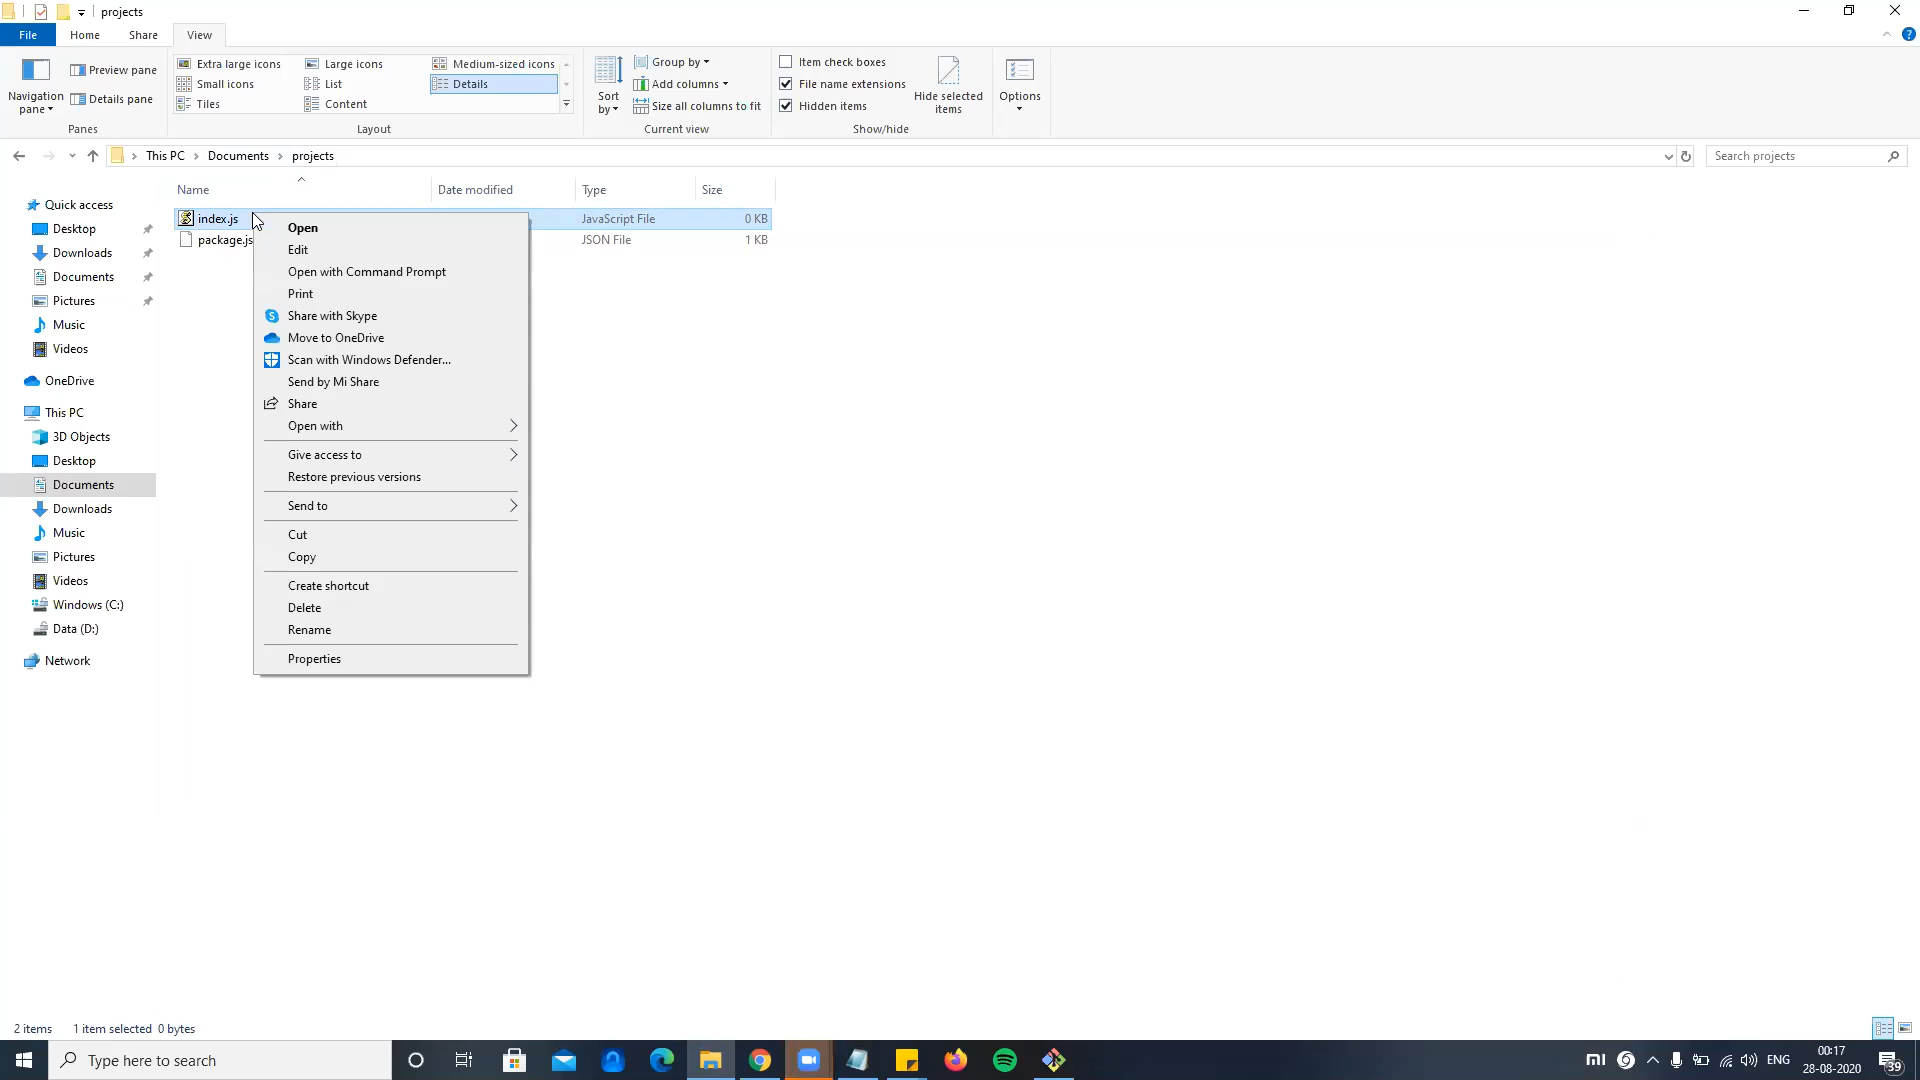 projects
File
Home
Share
View
Navigation pane
Preview pane
Details pane
Panes
Extra large icons
Large icons
Medium-sized icons
Small icons
List
Details
Tiles
Content
Layout
Sort by
Group by
Add columns
Size all columns to fit
Current view
Item check boxes
File name extensions
Hidden items
Hide selected items
Show/hide
Options
This PC
Documents
projects
Search projects
Name
Date modified
Type
Size
index.js
JavaScript File
0 KB
package.js
JSON File
1 KB
Quick access
Desktop
Downloads
Documents
Pictures
Music
Videos
OneDrive
This PC
3D Objects
Desktop
Documents
Downloads
Music
Pictures
Videos
Windows (C:)
Data (D:)
Network
Open
Edit
Open with Command Prompt
Print
Share with Skype
Move to OneDrive
Scan with Windows Defender...
Send by Mi Share
Share
Open with
Give access to
Restore previous versions
Send to
Cut
Copy
Create shortcut
Delete
Rename
Properties
2 items
1 item selected 0 bytes
Type here to search
ENG
00:17
28-08-2020
39